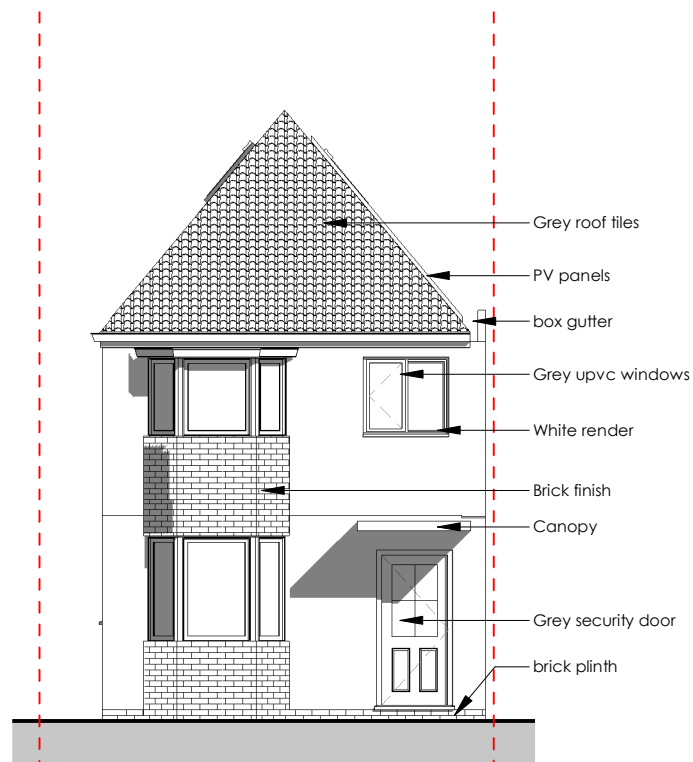 Grey roof tiles
PV panels
box gutter
Grey upvc windows
White render
Brick finish
Canopy
Grey security door
brick plinth